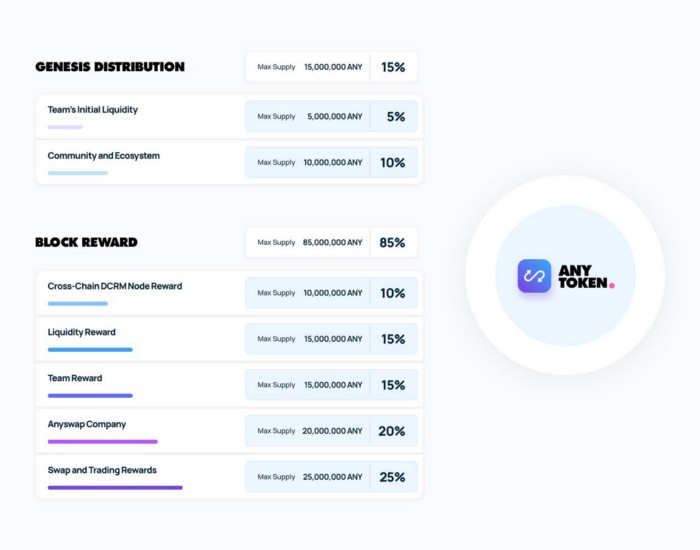 GENESIS DISTRIBUTION
Max Supply 15,000,000 ANY 15%
Team's Initial Liquidity
Max Supply 5,000,000 ANY 5%
Community and Ecosystem
Max Supply 10,000,000 ANY 10%
BLOCK REWARD
Max Supply 85,000,000 ANY 85%
Cross-Chain DCRM Node Reward
Max Supply 10,000,000 ANY 10%
Liquidity Reward
Max Supply 15,000,000 ANY 15%
Team Reward
Max Supply 15,000,000 ANY 15%
Anyswap Company
Max Supply 20,000,000 ANY 20%
Swap and Trading Rewards
Max Supply 25,000,000 ANY 25%
ANY
TOKEN.